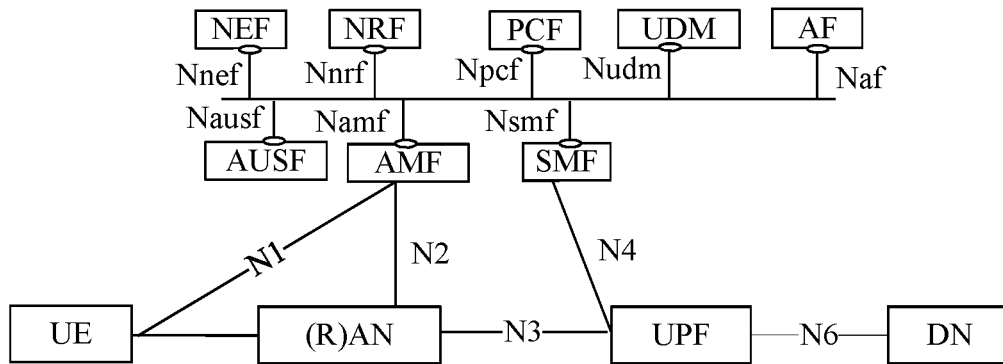 NEF NRF PCF UDM AF
Nnef Nnrf Npcf Nudm Naf
Nausf Namf Nsmf
AUSF AMF SMF
N1 N2 N4
UE (R)AN N3 UPF N6 DN